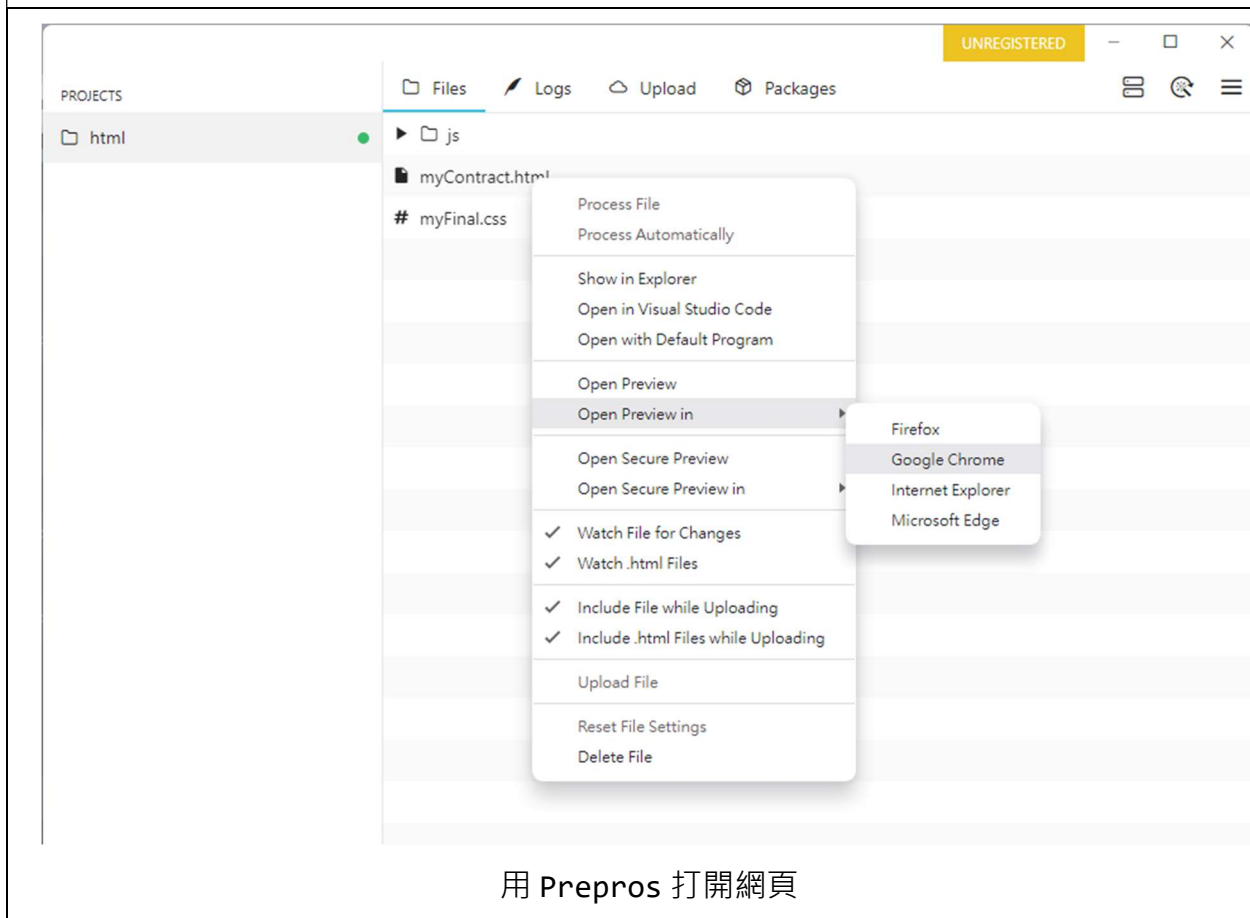 UNREGISTERED
PROJECTS
Files Logs Upload Packages
html
js
myContract.html
# myFinal.css
Process File
Process Automatically
Show in Explorer
Open in Visual Studio Code
Open with Default Program
Open Preview
Open Preview in
Firefox
Google Chrome
Internet Explorer
Microsoft Edge
Open Secure Preview
Open Secure Preview in
Watch File for Changes
Watch .html Files
Include File while Uploading
Include .html Files while Uploading
Upload File
Reset File Settings
Delete File
用 Prepros 打開網頁